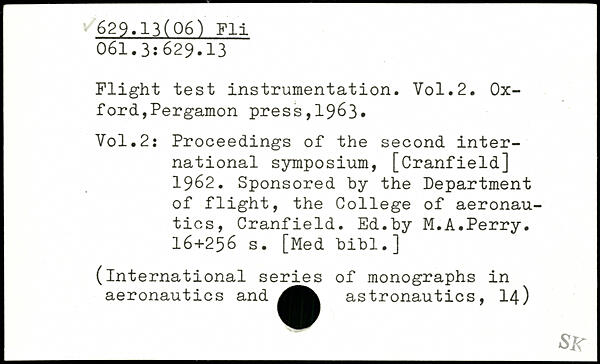 629.13(06) Fli
061.3:629.13
Flight test instrumentation. Vol.2. Ox-
ford,Pergamon press,1963.
Vol.2: Proceedings of the second inter-
national symposium, [Cranfield]
1962. Sponsored by the Department
of flight, the College of aeronau-
tics, Cranfield. Ed.by M.A.Perry.
16+256 s. [Med bibl.]
(International series of monographs in
aeronautics and astronautics, 14)
SK